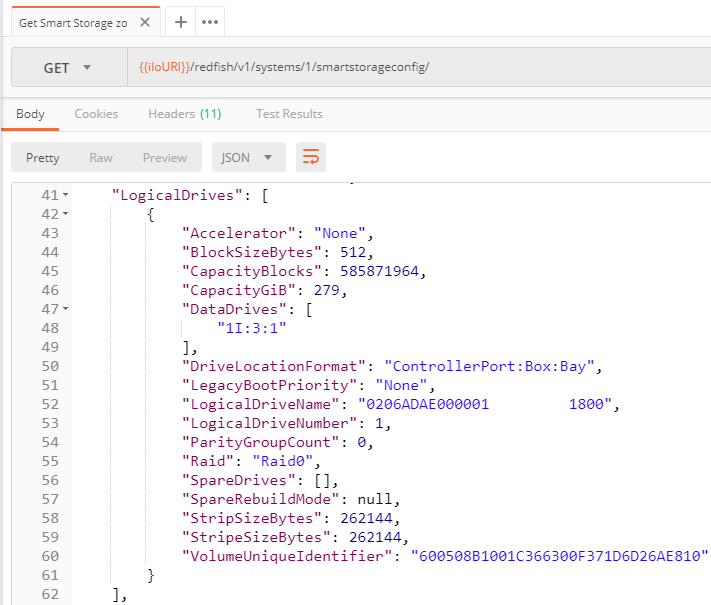 Get Smart Storage zo
GET {{iloURI}}/redfish/v1/systems/1/smartstorageconfig/
Body Cookies Headers (11) Test Results
Pretty Raw Preview JSON
41 "LogicalDrives": [
42 {
43 "Accelerator": "None",
44 "BlockSizeBytes": 512,
45 "CapacityBlocks": 585871964,
46 "CapacityGiB": 279,
47 "DataDrives": [
48 "1I:3:1"
49 ],
50 "DriveLocationFormat": "ControllerPort:Box:Bay",
51 "LegacyBootPriority": "None",
52 "LogicalDriveName": "0206ADAE000001          1800",
53 "LogicalDriveNumber": 1,
54 "ParityGroupCount": 0,
55 "Raid": "Raid0",
56 "SpareDrives": [],
57 "SpareRebuildMode": null,
58 "StripSizeBytes": 262144,
59 "StripeSizeBytes": 262144,
60 "VolumeUniqueIdentifier": "600508B1001C366300F371D6D26AE810"
61 }
62 ],